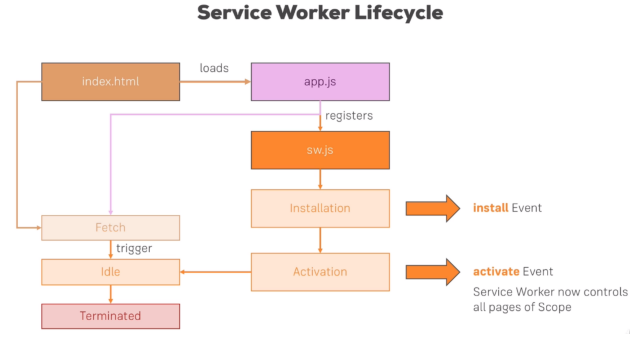 Service Worker Lifecycle
index.html
loads
app.js
registers
sw.js
Installation
install Event
Fetch
trigger
Idle
Activation
activate Event
Service Worker now controls
all pages of Scope
Terminated